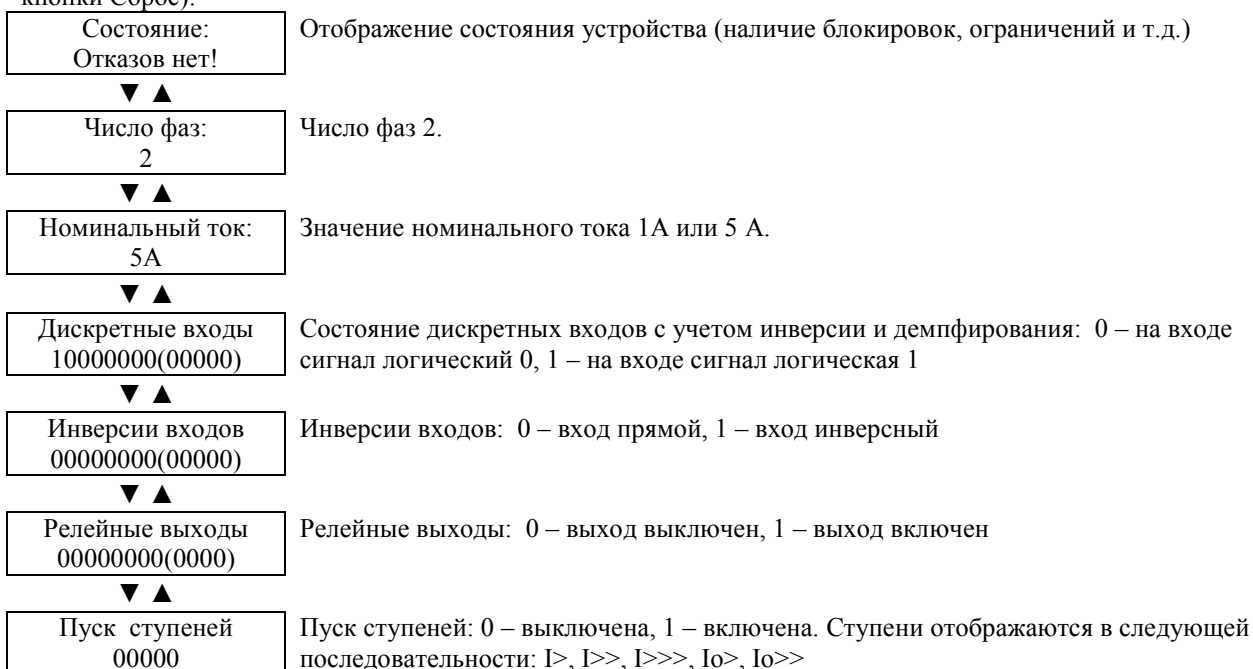 кнопки Сброс).
Состояние:
Отказов нет!
Отображение состояния устройства (наличие блокировок, ограничений и т.д.)
▼ ▲
Число фаз:
2
Число фаз 2.
▼ ▲
Номинальный ток:
5А
Значение номинального тока 1А или 5 А.
▼ ▲
Дискретные входы
10000000(00000)
Состояние дискретных входов с учетом инверсии и демпфирования: 0 – на входе
сигнал логический 0, 1 – на входе сигнал логическая 1
▼ ▲
Инверсии входов
00000000(00000)
Инверсии входов: 0 – вход прямой, 1 – вход инверсный
▼ ▲
Релейные выходы
00000000(0000)
Релейные выходы: 0 – выход выключен, 1 – выход включен
▼ ▲
Пуск ступеней
00000
Пуск ступеней: 0 – выключена, 1 – включена. Ступени отображаются в следующей
последовательности: I>, I>>, I>>>, Io>, Io>>